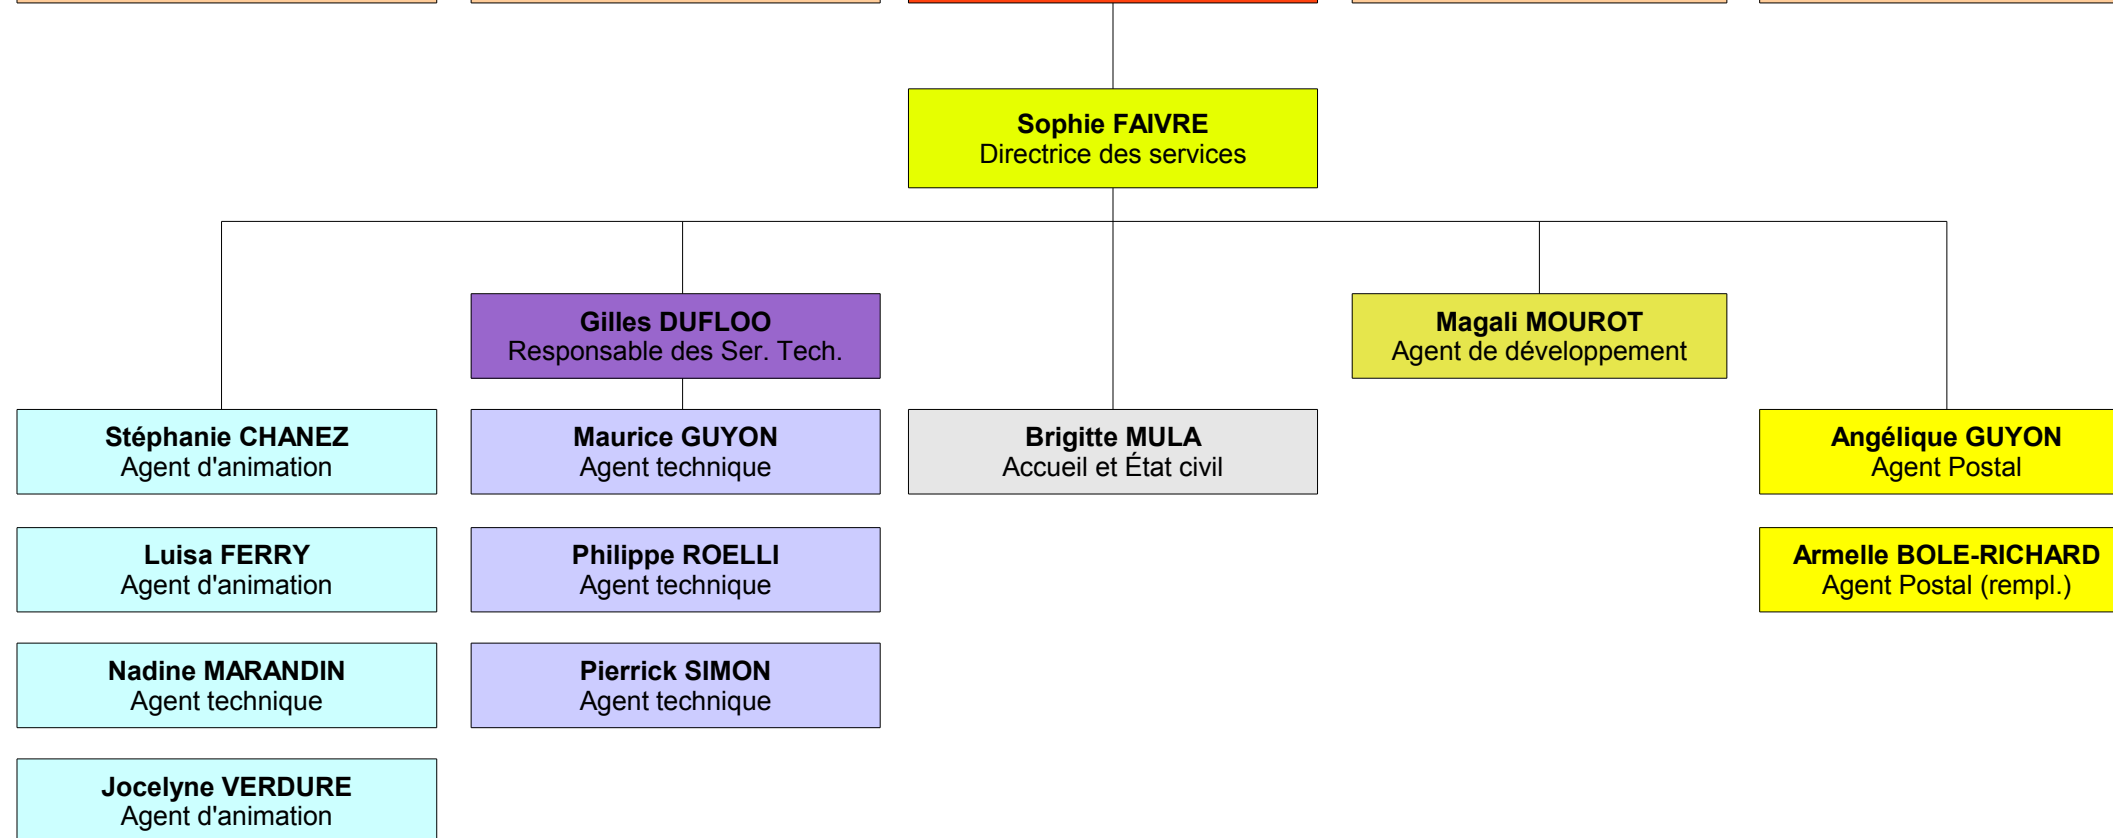 Sophie FAIVRE
Directrice des services
Gilles DUFLOO
Responsable des Ser. Tech.
Magali MOUROT
Agent de développement
Stéphanie CHANEZ
Agent d'animation
Maurice GUYON
Agent technique
Brigitte MULA
Accueil et État civil
Angélique GUYON
Agent Postal
Luisa FERRY
Agent d'animation
Philippe ROELLI
Agent technique
Armelle BOLE-RICHARD
Agent Postal (rempl.)
Nadine MARANDIN
Agent technique
Pierrick SIMON
Agent technique
Jocelyne VERDURE
Agent d'animation